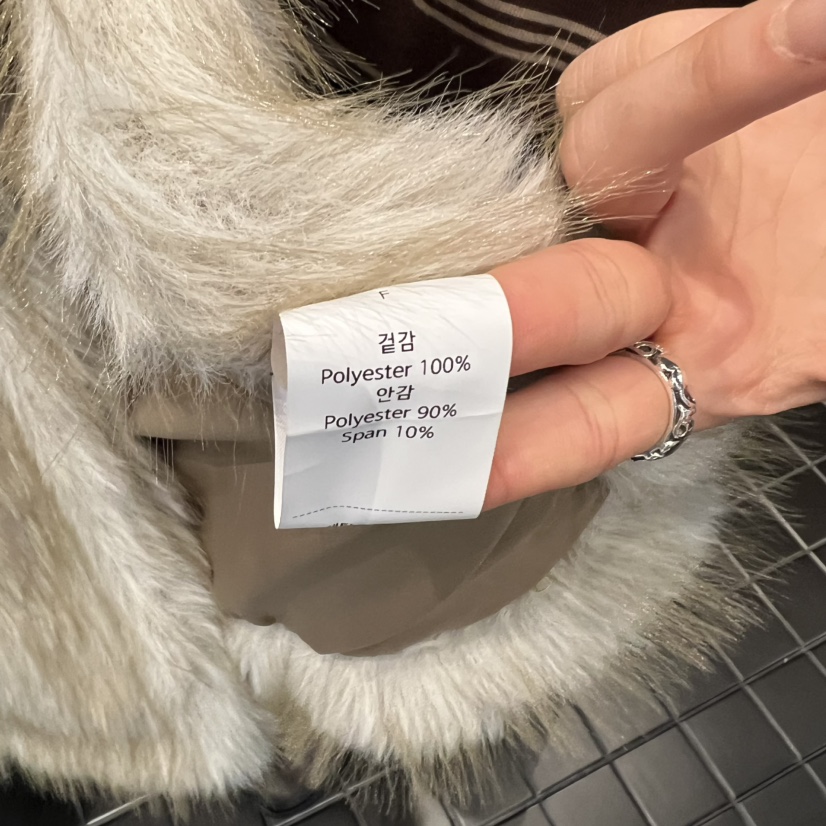 F
겉감
Polyester 100%
안감
Polyester 90%
Span 10%